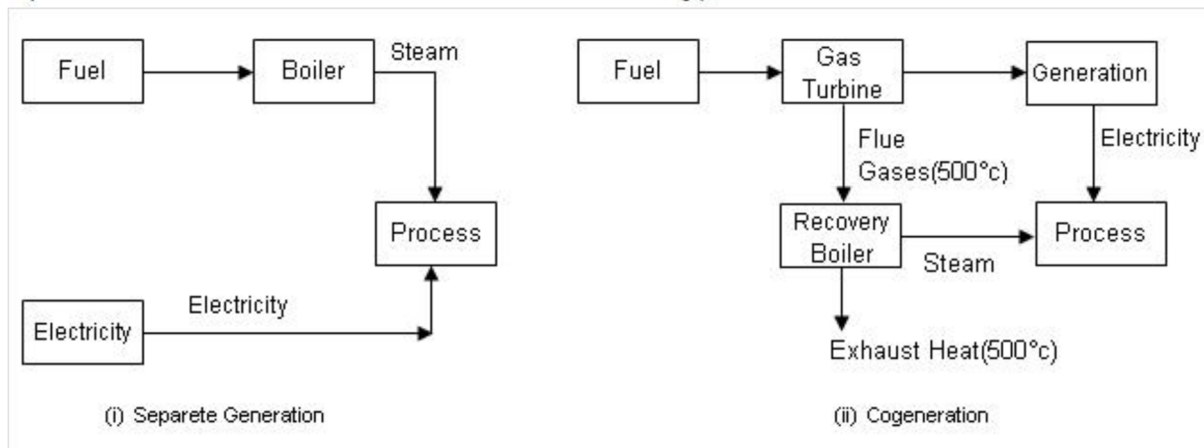 Fuel
Boiler
Steam
Process
Electricity
Electricity
(i) Separete Generation
Fuel
Gas
Turbine
Generation
Flue
Gases(500°c)
Electricity
Recovery
Boiler
Steam
Process
Exhaust Heat(500°c)
(ii) Cogeneration